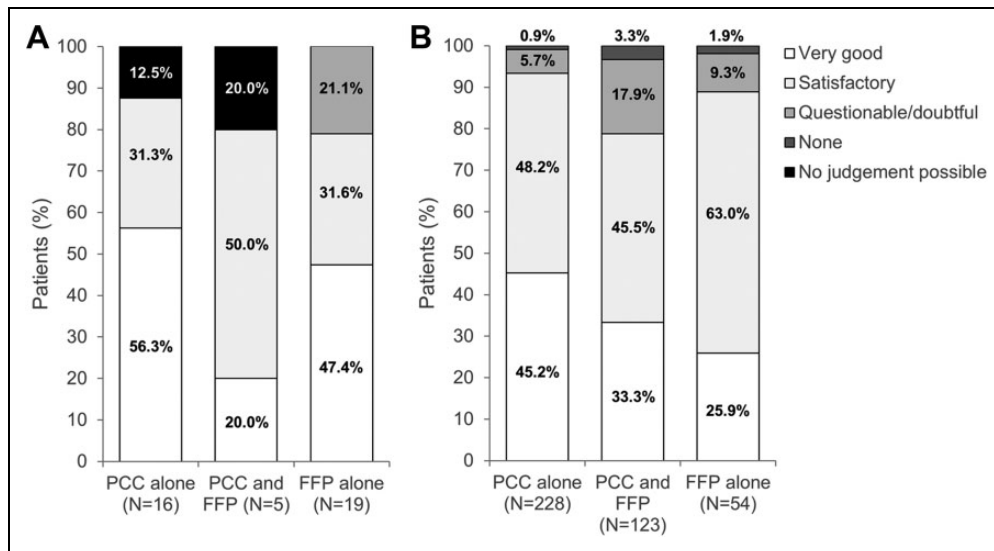 A
100
90
80
70
60
50
40
30
20
10
0
Patients (%)
12.5%
31.3%
56.3%
20.0%
50.0%
20.0%
21.1%
31.6%
47.4%
PCC alone
(N=16)
PCC and
FFP (N=5)
FFP alone
(N=19)
B
100
90
80
70
60
50
40
30
20
10
0
Patients (%)
0.9%
5.7%
48.2%
45.2%
3.3%
17.9%
45.5%
33.3%
1.9%
9.3%
63.0%
25.9%
PCC alone
(N=228)
PCC and
FFP
(N=123)
FFP alone
(N=54)
Very good
Satisfactory
Questionable/doubtful
None
No judgement possible